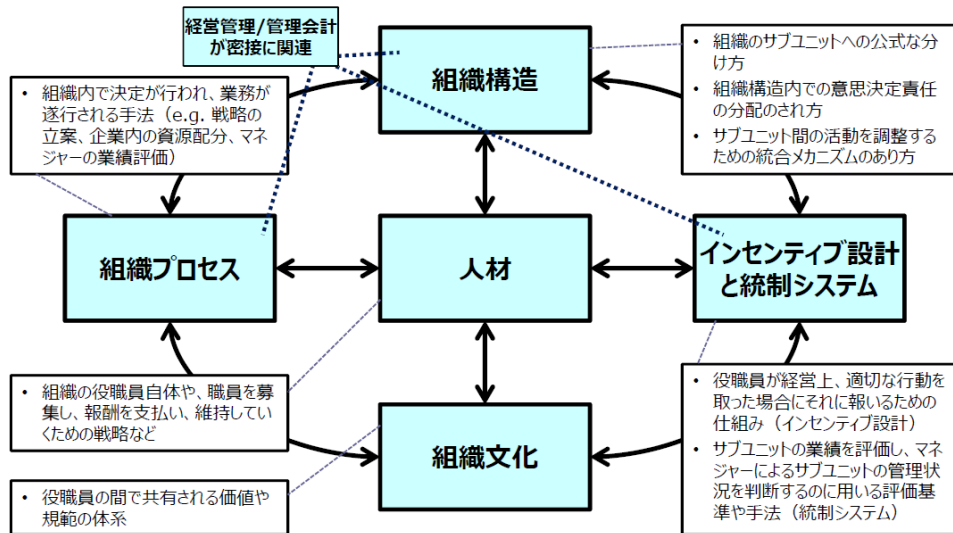 経営管理/管理会計
が密接に関連
組織構造
• 組織のサブユニットへの公式な分
け方
• 組織構造内での意思決定責任
の分配のされ方
• サブユニット間の活動を調整する
ための統合メカニズムのあり方
• 組織内で決定が行われ、業務が
遂行される手法（e.g. 戦略の
立案、企業内の資源配分、マネ
ジャーの業績評価）
組織プロセス
人材
インセンティブ設計
と統制システム
• 組織の役職員自体や、職員を募
集し、報酬を支払い、維持してい
くための戦略など
• 役職員が経営上、適切な行動を
取った場合にそれに報いるための
仕組み（インセンティブ設計）
• サブユニットの業績を評価し、マネ
ジャーによるサブユニットの管理状
況を判断するのに用いる評価基
準や手法（統制システム）
組織文化
• 役職員の間で共有される価値や
規範の体系